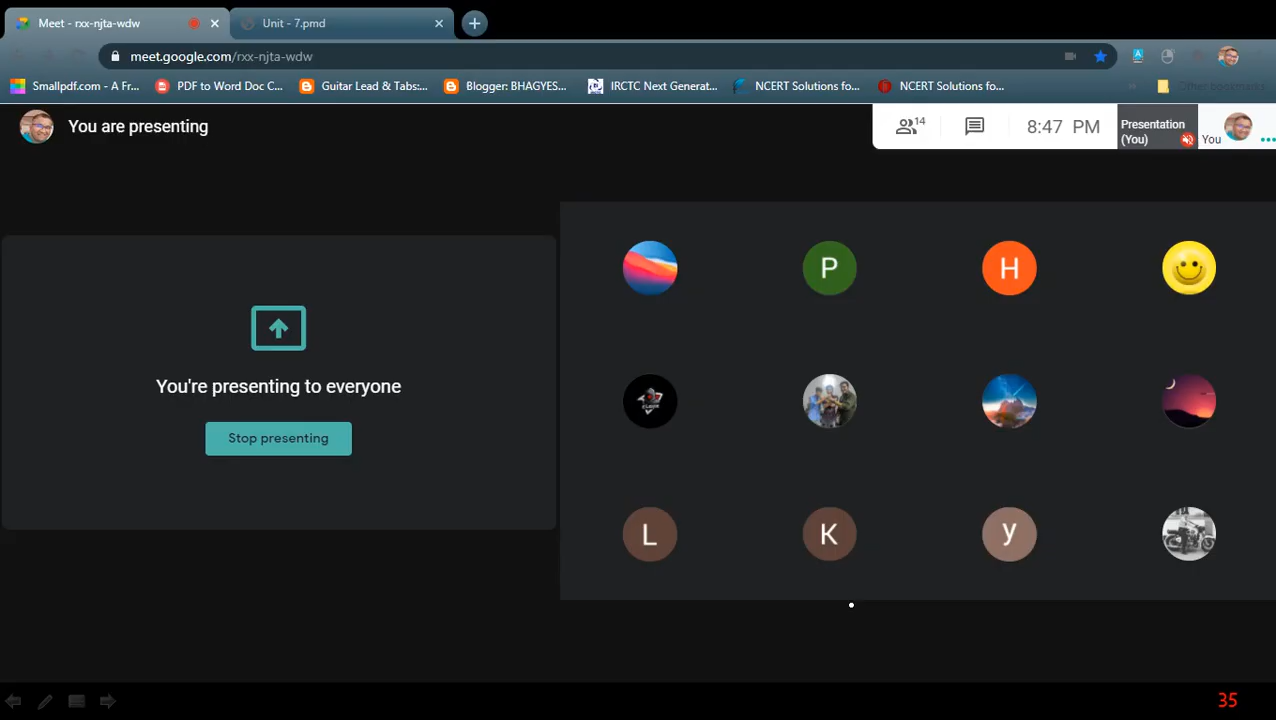 Meet - rxx-njta-wdw
Unit - 7.pmd
meet.google.com/rxx-njta-wdw
Smallpdf.com - A Fr...
PDF to Word Doc C...
Guitar Lead & Tabs:...
Blogger: BHAGYES...
IRCTC Next Generat...
NCERT Solutions fo...
NCERT Solutions fo...
Other bookmarks
You are presenting
14
8:47 PM
Presentation
(You)
You
P
H
You're presenting to everyone
Stop presenting
L
K
y
35